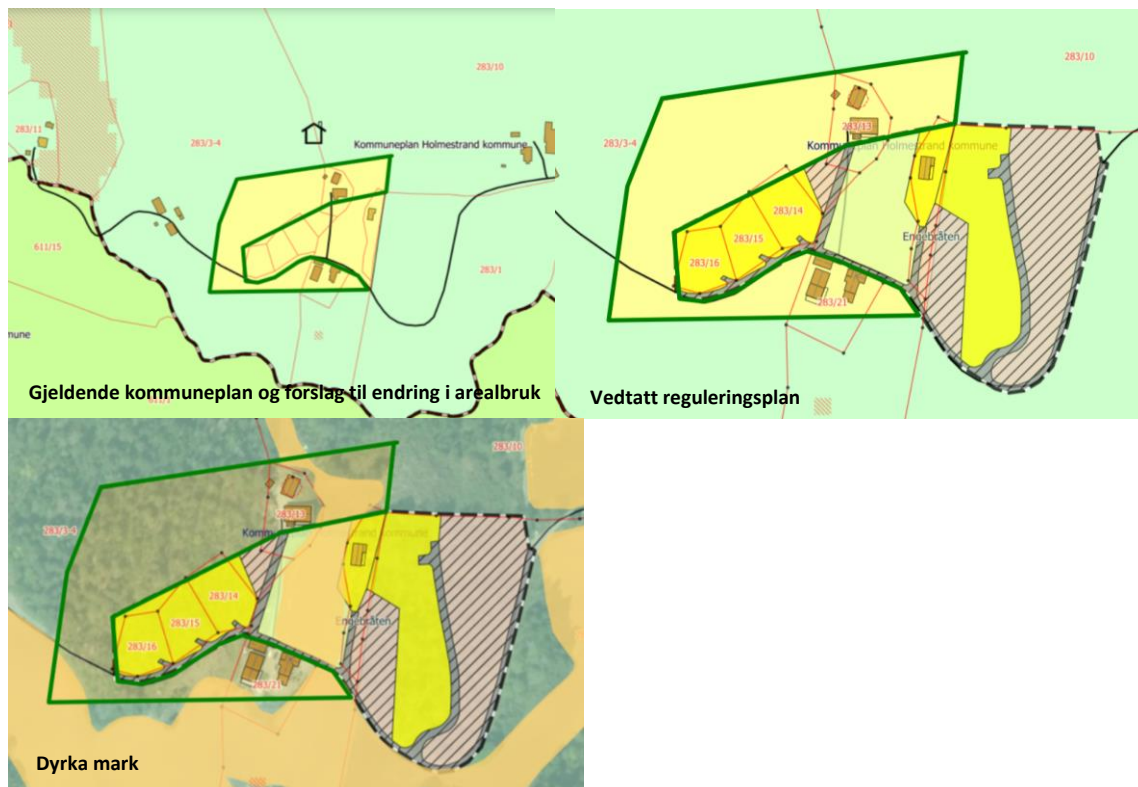 283/10
283/11
283/3-4
Kommuneplan Holmestrand kommune
611/15
283/1
mune
Gjeldende kommuneplan og forslag til endring i arealbruk
283/10
283/3-4
283/13
Kommuneplan Holmestrand kommune
283/14
283/15
Engebråten
283/16
283/21
Vedtatt reguleringsplan
283/10
283/3-4
283/13
283/14
283/15
Engebråten
283/16
283/21
Dyrka mark